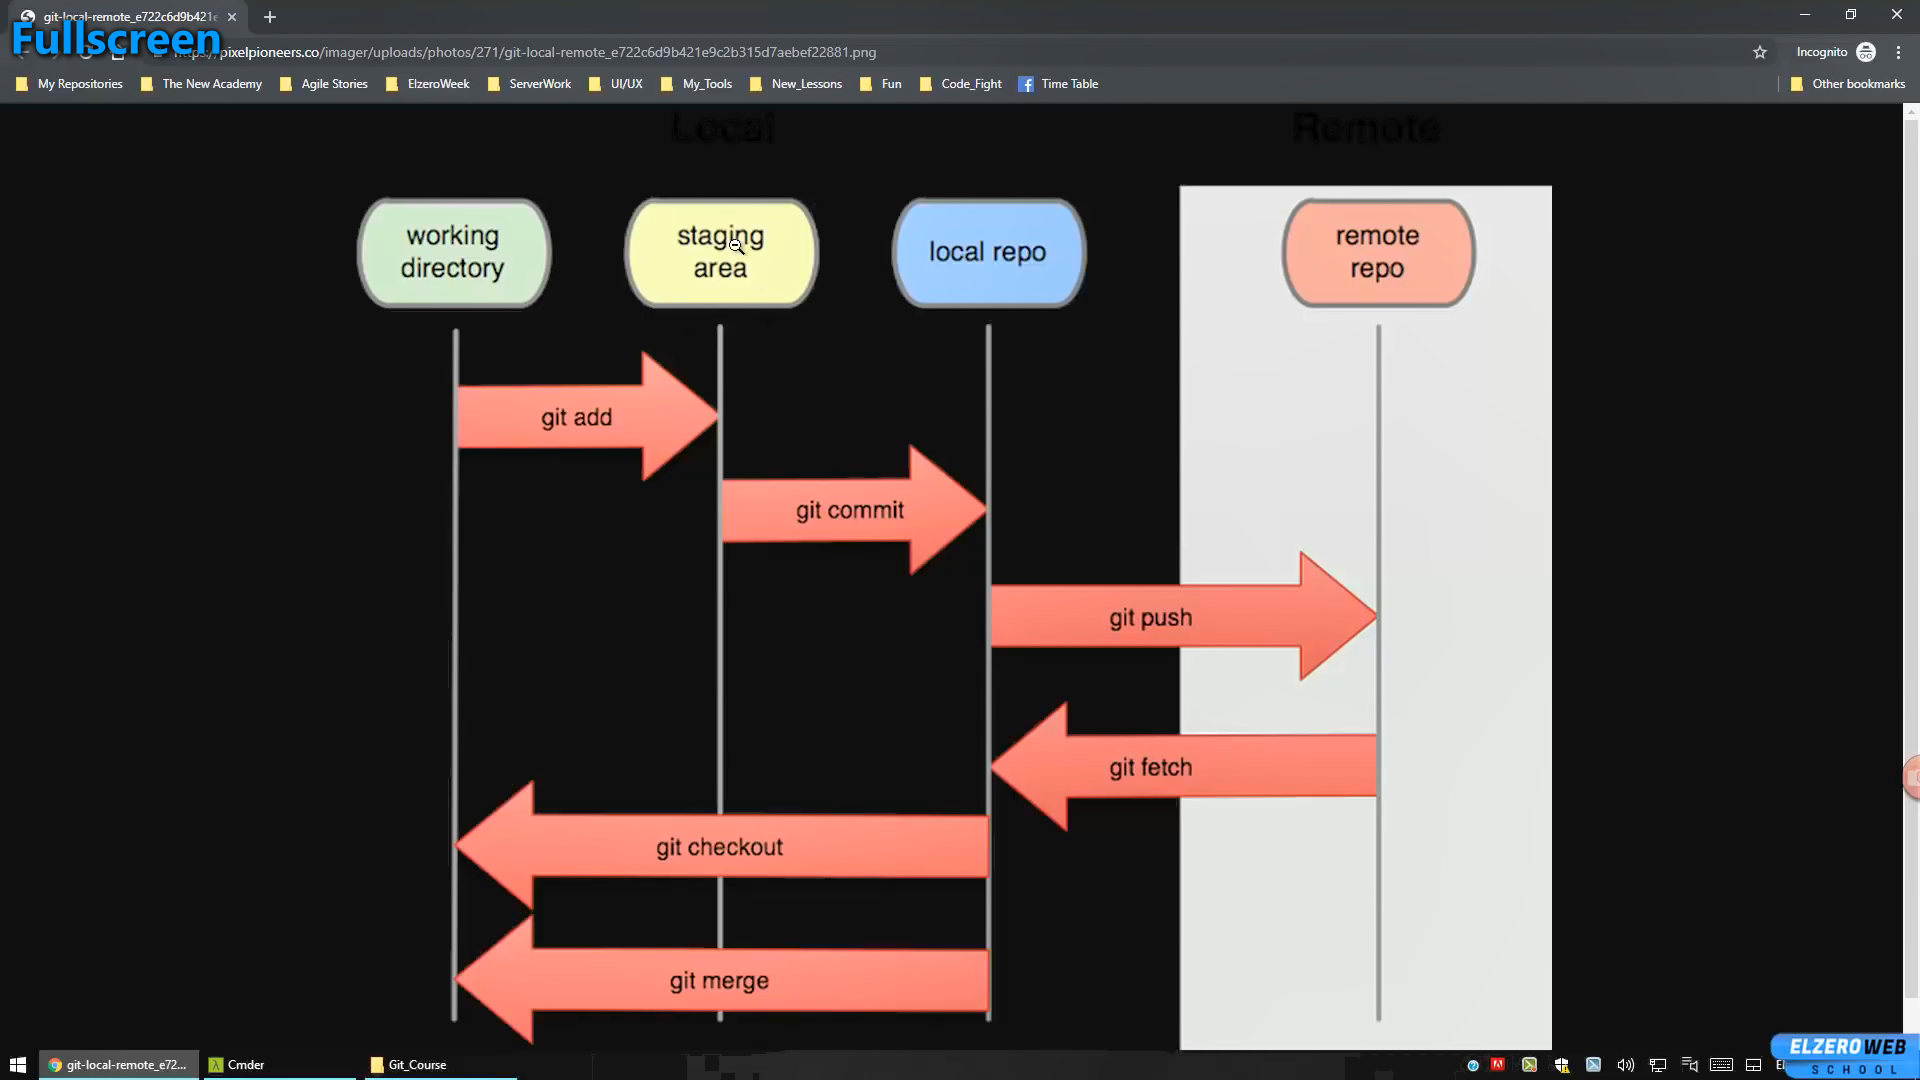 git-local-remote_e722c6d9b421e
Fullscreen
https://pixelpioneers.co/imager/uploads/photos/271/git-local-remote_e722c6d9b421e9c2b315d7aebef22881.png
Incognito
My Repositories
The New Academy
Agile Stories
ElzeroWeek
ServerWork
UI/UX
My_Tools
New_Lessons
Fun
Code_Fight
Time Table
Other bookmarks
Local
Remote
working
directory
staging
area
local repo
remote
repo
git add
git commit
git push
git fetch
git checkout
git merge
git-local-remote_e72...
Cmder
Git_Course
ELZEROWEB
SCHOOL